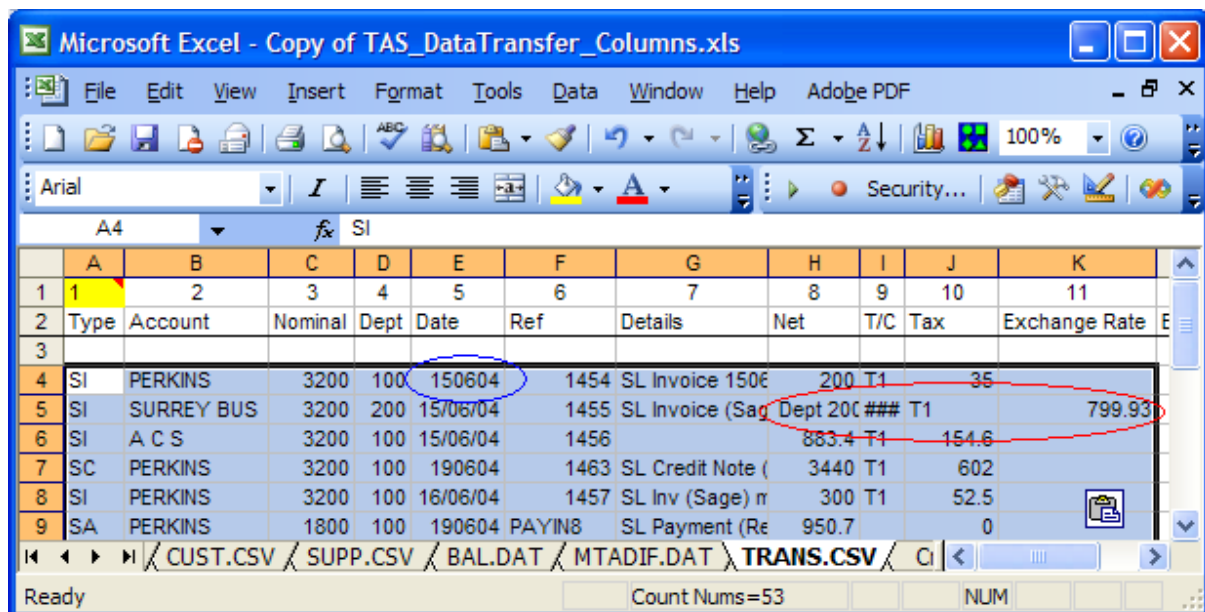 Microsoft Excel - Copy of TAS_DataTransfer_Columns.xls
File Edit View Insert Format Tools Data Window Help Adobe PDF
ABC Σ A Z 100%
Arial I A Security...
A4 fx SI
A B C D E F G H I J K
1 1 2 3 4 5 6 7 8 9 10 11
2 Type Account Nominal Dept Date Ref Details Net T/C Tax Exchange Rate E
3
4 SI PERKINS 3200 100 150604 1454 SL Invoice 1506 200 T1 35
5 SI SURREY BUS 3200 200 15/06/04 1455 SL Invoice (Sag Dept 200 ### T1 799.93
6 SI A C S 3200 100 15/06/04 1456 883.4 T1 154.6
7 SC PERKINS 3200 100 190604 1463 SL Credit Note ( 3440 T1 602
8 SI PERKINS 3200 100 16/06/04 1457 SL Inv (Sage) m 300 T1 52.5
9 SA PERKINS 1800 100 190604 PAYIN8 SL Payment (Re 950.7 0
CUST.CSV SUPP.CSV BAL.DAT MTADIF.DAT TRANS.CSV
Ready Count Nums=53 NUM